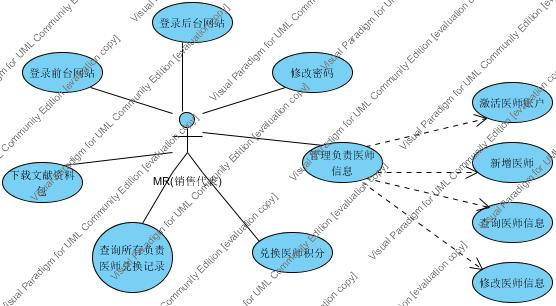 登录后台网站
登录前台网站
修改密码
激活医师账户
管理负责医师
信息
新增医师
下载文献资料
包
MR(销售代表)
查询医师信息
查询所有负责
医师兑换记录
兑换医师积分
修改医师信息
Visual Paradigm for UML Community Edition [evaluation copy]